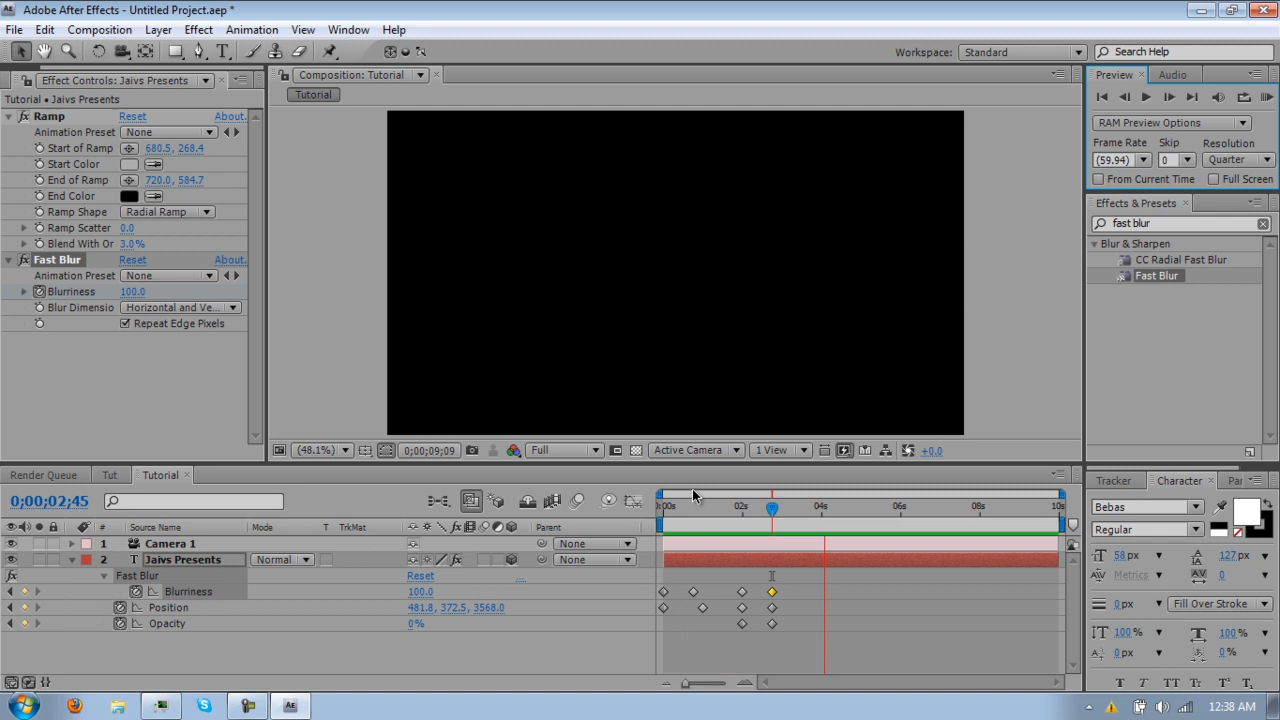 Adobe After Effects - Untitled Project.aep *
File Edit Composition Layer Effect Animation View Window Help
Workspace: Standard Search Help
Effect Controls: Jaivs Presents
Composition: Tutorial
Preview Audio
Tutorial • Jaivs Presents
Tutorial
Ramp Reset About.
Animation Preset None
Start of Ramp 680.5, 268.4
Start Color
End of Ramp 720.0, 584.7
End Color
Ramp Shape Radial Ramp
Ramp Scatter 0.0
Blend With Or 3.0%
Fast Blur Reset About.
Animation Preset None
Blurriness 100.0
Blur Dimensio Horizontal and Ve...
Repeat Edge Pixels
RAM Preview Options
Frame Rate Skip Resolution
(59.94) 0 Quarter
From Current Time Full Screen
Effects & Presets
fast blur
Blur & Sharpen
CC Radial Fast Blur
Fast Blur
(48.1%) 0;00;09;09 Full Active Camera 1 View +0.0
Render Queue Tut Tutorial
0;00;02;45
:00s 02s 04s 06s 08s 10s
# Source Name Mode T TrkMat Parent
1 Camera 1 None
2 T Jaivs Presents Normal None
Fast Blur Reset ...
Blurriness 100.0
Position 481.8, 372.5, 3568.0
Opacity 0%
Tracker Character Par
Bebas
Regular
58 px 127 px
Metrics 0
0 px Fill Over Stroke
100 % 100 %
0 px 0 %
T T TT Tr T' T,
12:38 AM